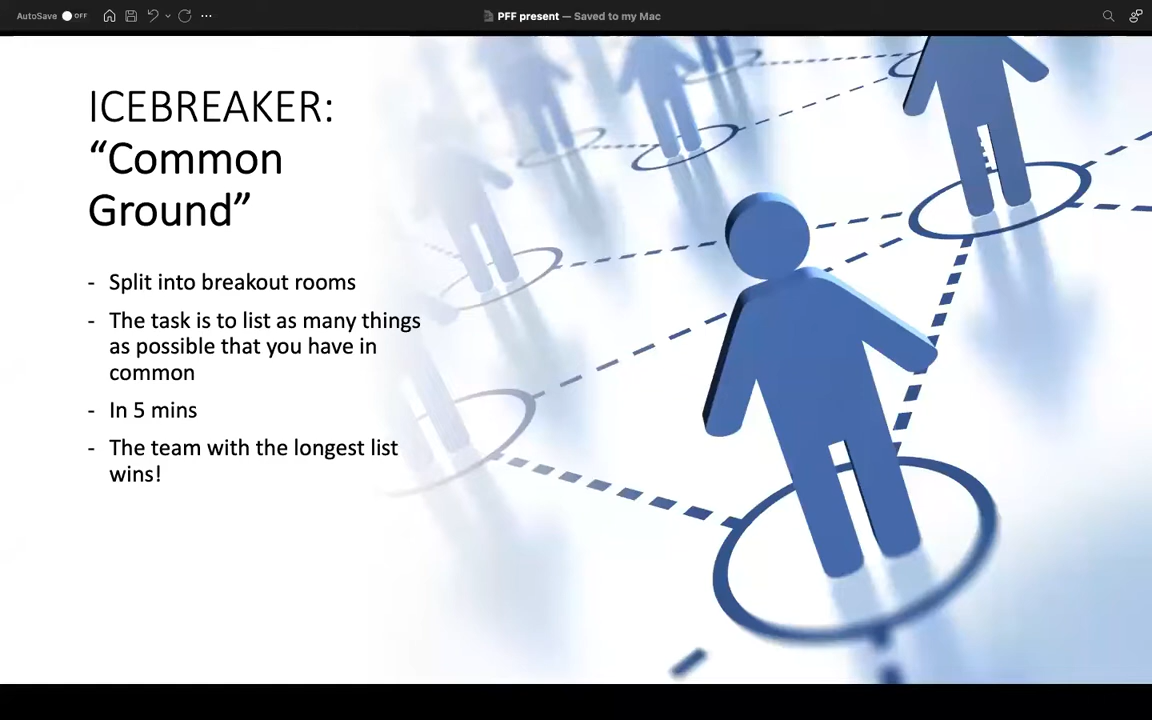 AutoSave OFF
PFF present — Saved to my Mac
ICEBREAKER:
“Common
Ground”
- Split into breakout rooms
- The task is to list as many things
as possible that you have in
common
- In 5 mins
- The team with the longest list
wins!